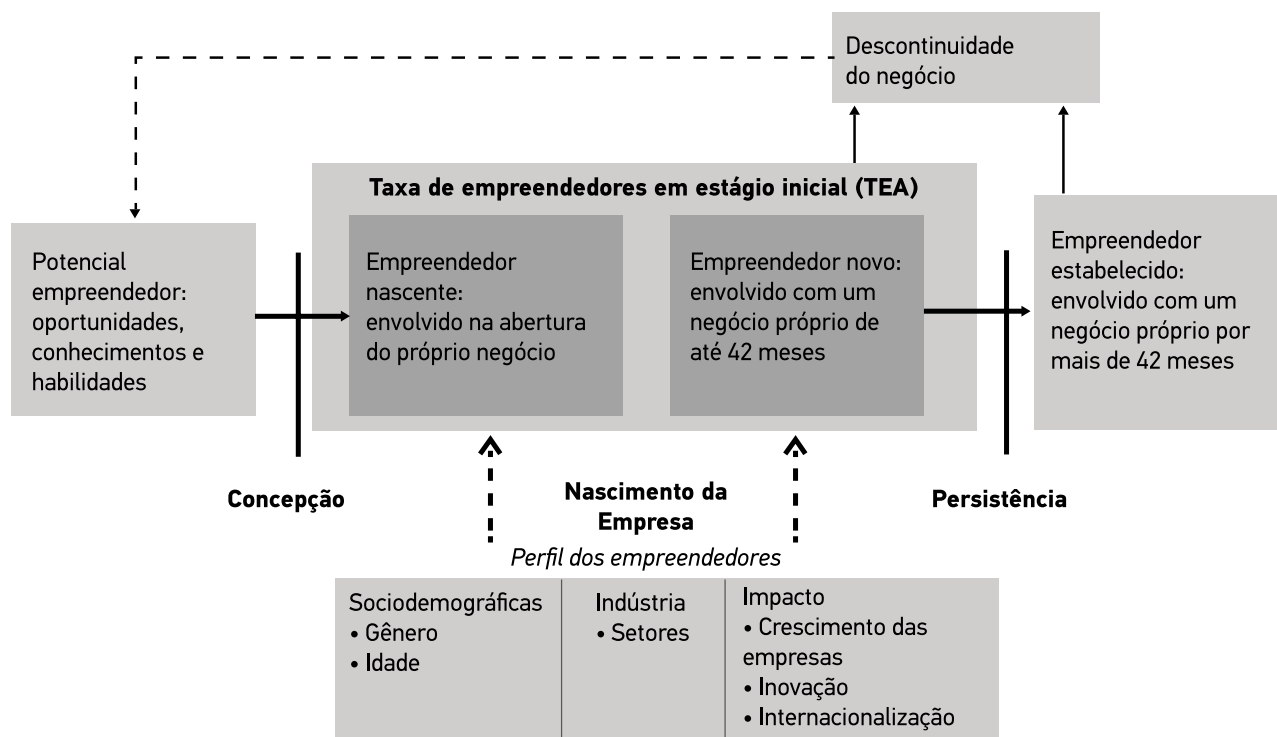 Descontinuidade
do negócio
Taxa de empreendedores em estágio inicial (TEA)
Potencial
empreendedor:
oportunidades,
conhecimentos e
habilidades
Empreendedor
nascente:
envolvido na abertura
do próprio negócio
Empreendedor novo:
envolvido com um
negócio próprio de
até 42 meses
Empreendedor
estabelecido:
envolvido com um
negócio próprio por
mais de 42 meses
Concepção
Nascimento da
Empresa
Persistência
Perfil dos empreendedores
Sociodemográficas
• Gênero
• Idade
Indústria
• Setores
Impacto
• Crescimento das
empresas
• Inovação
• Internacionalização